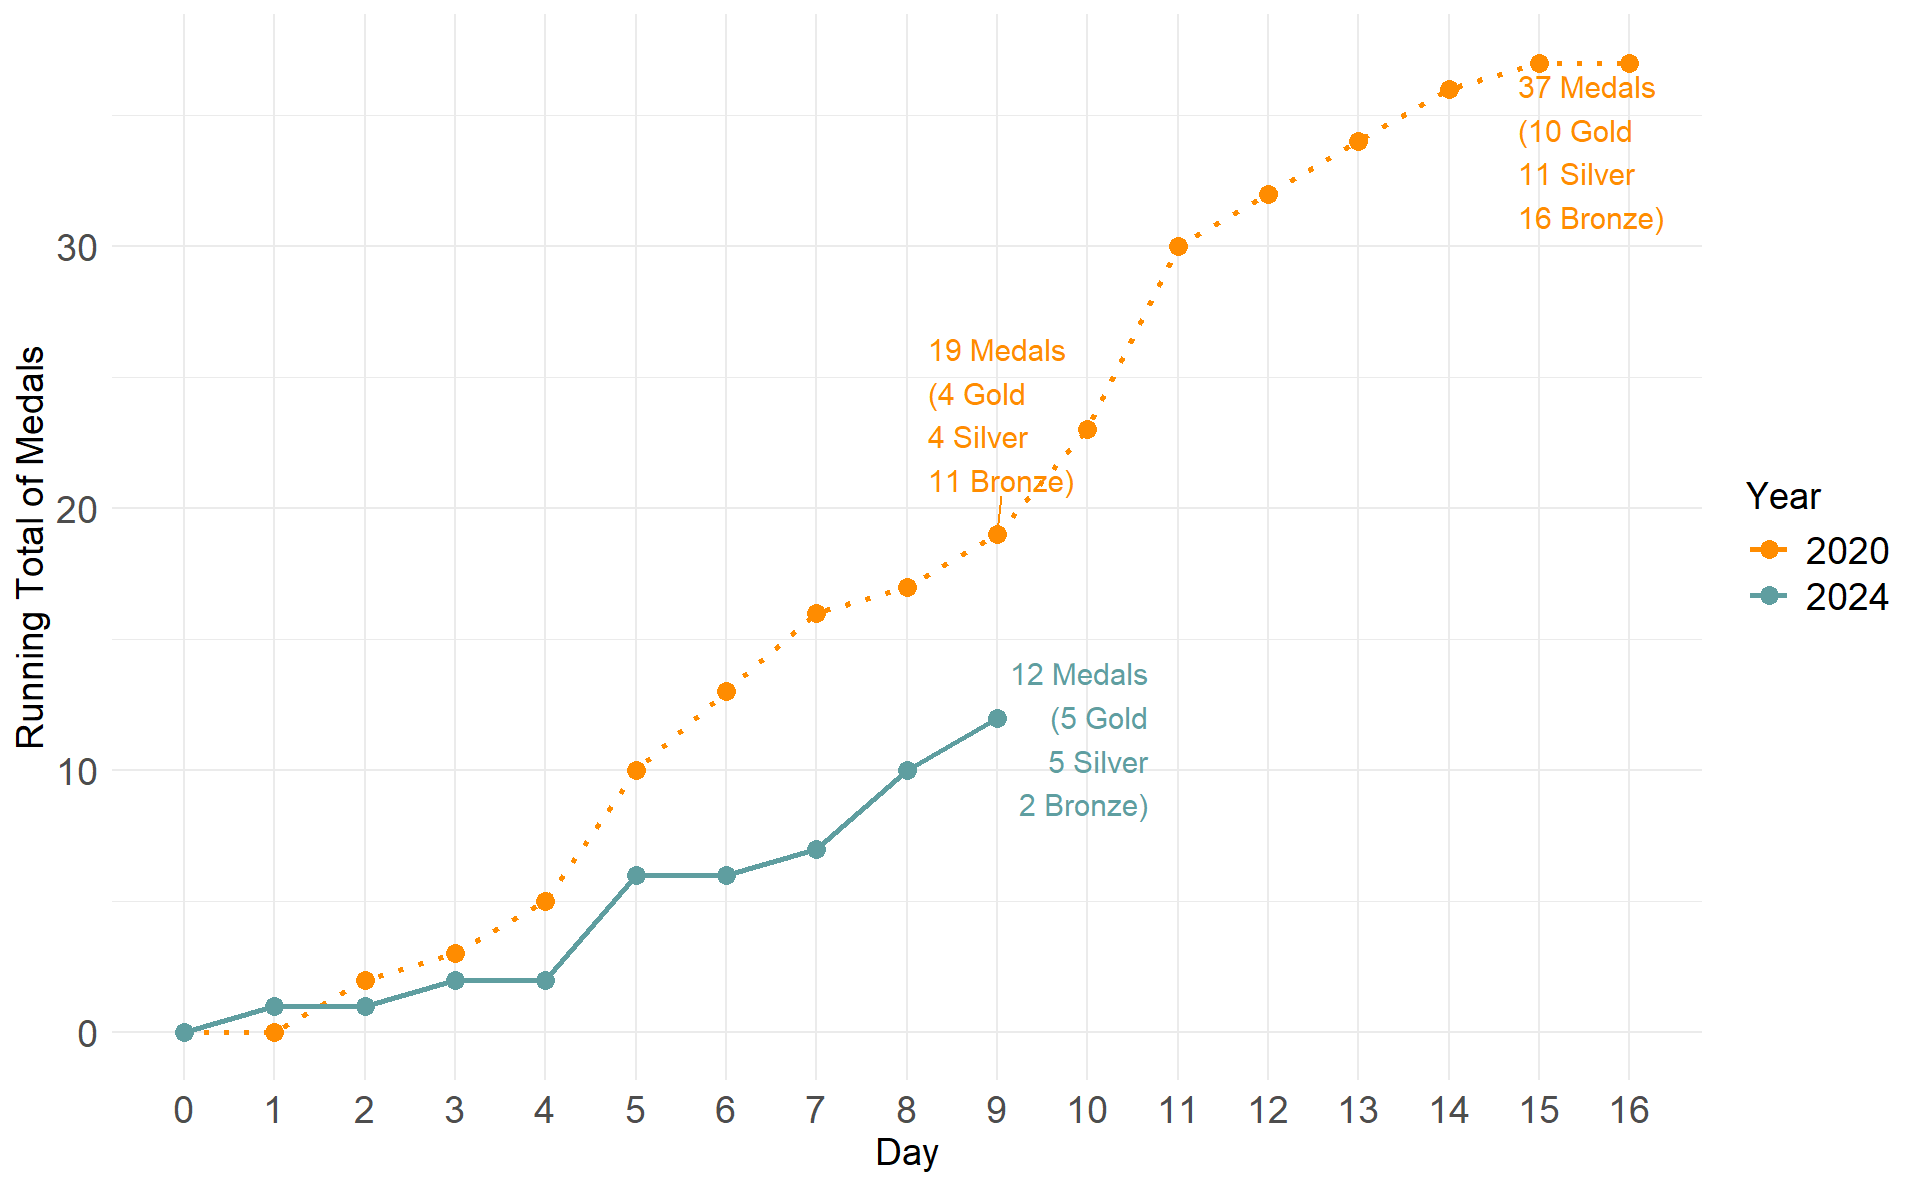 37 Medals
(10 Gold
11 Silver
16 Bronze)
30
19 Medals
(4 Gold
4 Silver
11 Bronze)
20
12 Medals
(5 Gold
5 Silver
2 Bronze)
10
0
Running Total of Medals
0 1 2 3 4 5 6 7 8 9 10 11 12 13 14 15 16
Day
Year
2020
2024